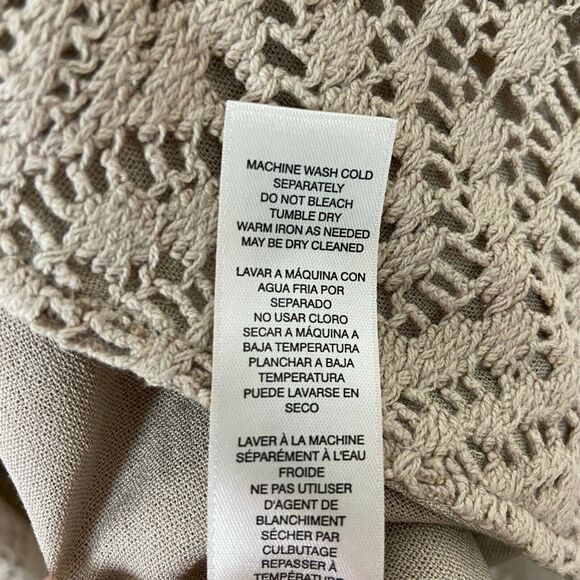 MACHINE WASH COLD
SEPARATELY
DO NOT BLEACH
TUMBLE DRY
WARM IRON AS NEEDED
MAY BE DRY CLEANED
LAVAR A MÁQUINA CON
AGUA FRIA POR
SEPARADO
NO USAR CLORO
SECAR A MÁQUINA A
BAJA TEMPERATURA
PLANCHAR A BAJA
TEMPERATURA
PUEDE LAVARSE EN
SECO
LAVER À LA MACHINE
SÉPARÉMENT À L'EAU
FROIDE
NE PAS UTILISER
D'AGENT DE
BLANCHIMENT
SÉCHER PAR
CULBUTAGE
REPASSER À
TEMPÉRATURE